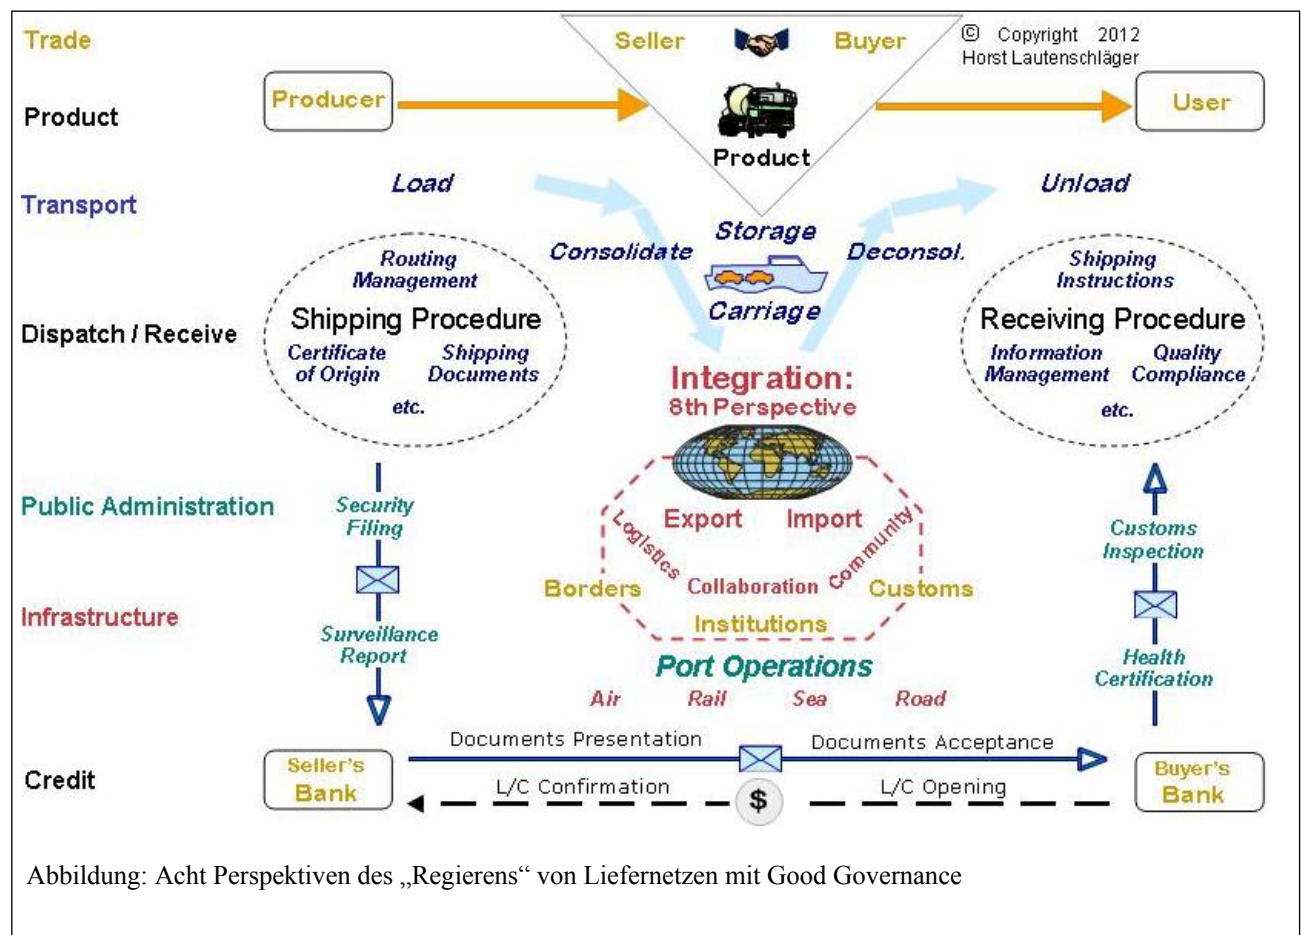 Trade
Seller
Buyer
© Copyright 2012
Horst Lautenschläger
Producer
User
Product
Product
Load
Unload
Transport
Storage
Consolidate
Deconsol.
Carriage
Routing
Management
Shipping Procedure
Certificate
of Origin
Shipping
Documents
etc.
Shipping
Instructions
Receiving Procedure
Information
Management
Quality
Compliance
etc.
Dispatch / Receive
Integration:
8th Perspective
Public Administration
Security
Filing
Export
Import
Logistics
Community
Collaboration
Customs
Inspection
Borders
Customs
Institutions
Infrastructure
Surveillance
Report
Health
Certification
Port Operations
Air
Rail
Sea
Road
Documents Presentation
Documents Acceptance
Credit
Seller's
Bank
L/C Confirmation
$
L/C Opening
Buyer's
Bank
Abbildung: Acht Perspektiven des „Regierens“ von Liefernetzen mit Good Governance